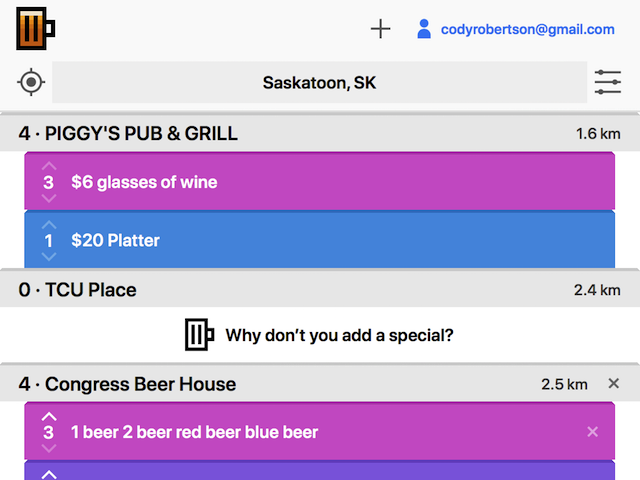 codyrobertson@gmail.com
Saskatoon, SK
4 · PIGGY'S PUB & GRILL 1.6 km
3 $6 glasses of wine
1 $20 Platter
0 · TCU Place 2.4 km
Why don’t you add a special?
4 · Congress Beer House 2.5 km ×
3 1 beer 2 beer red beer blue beer ×